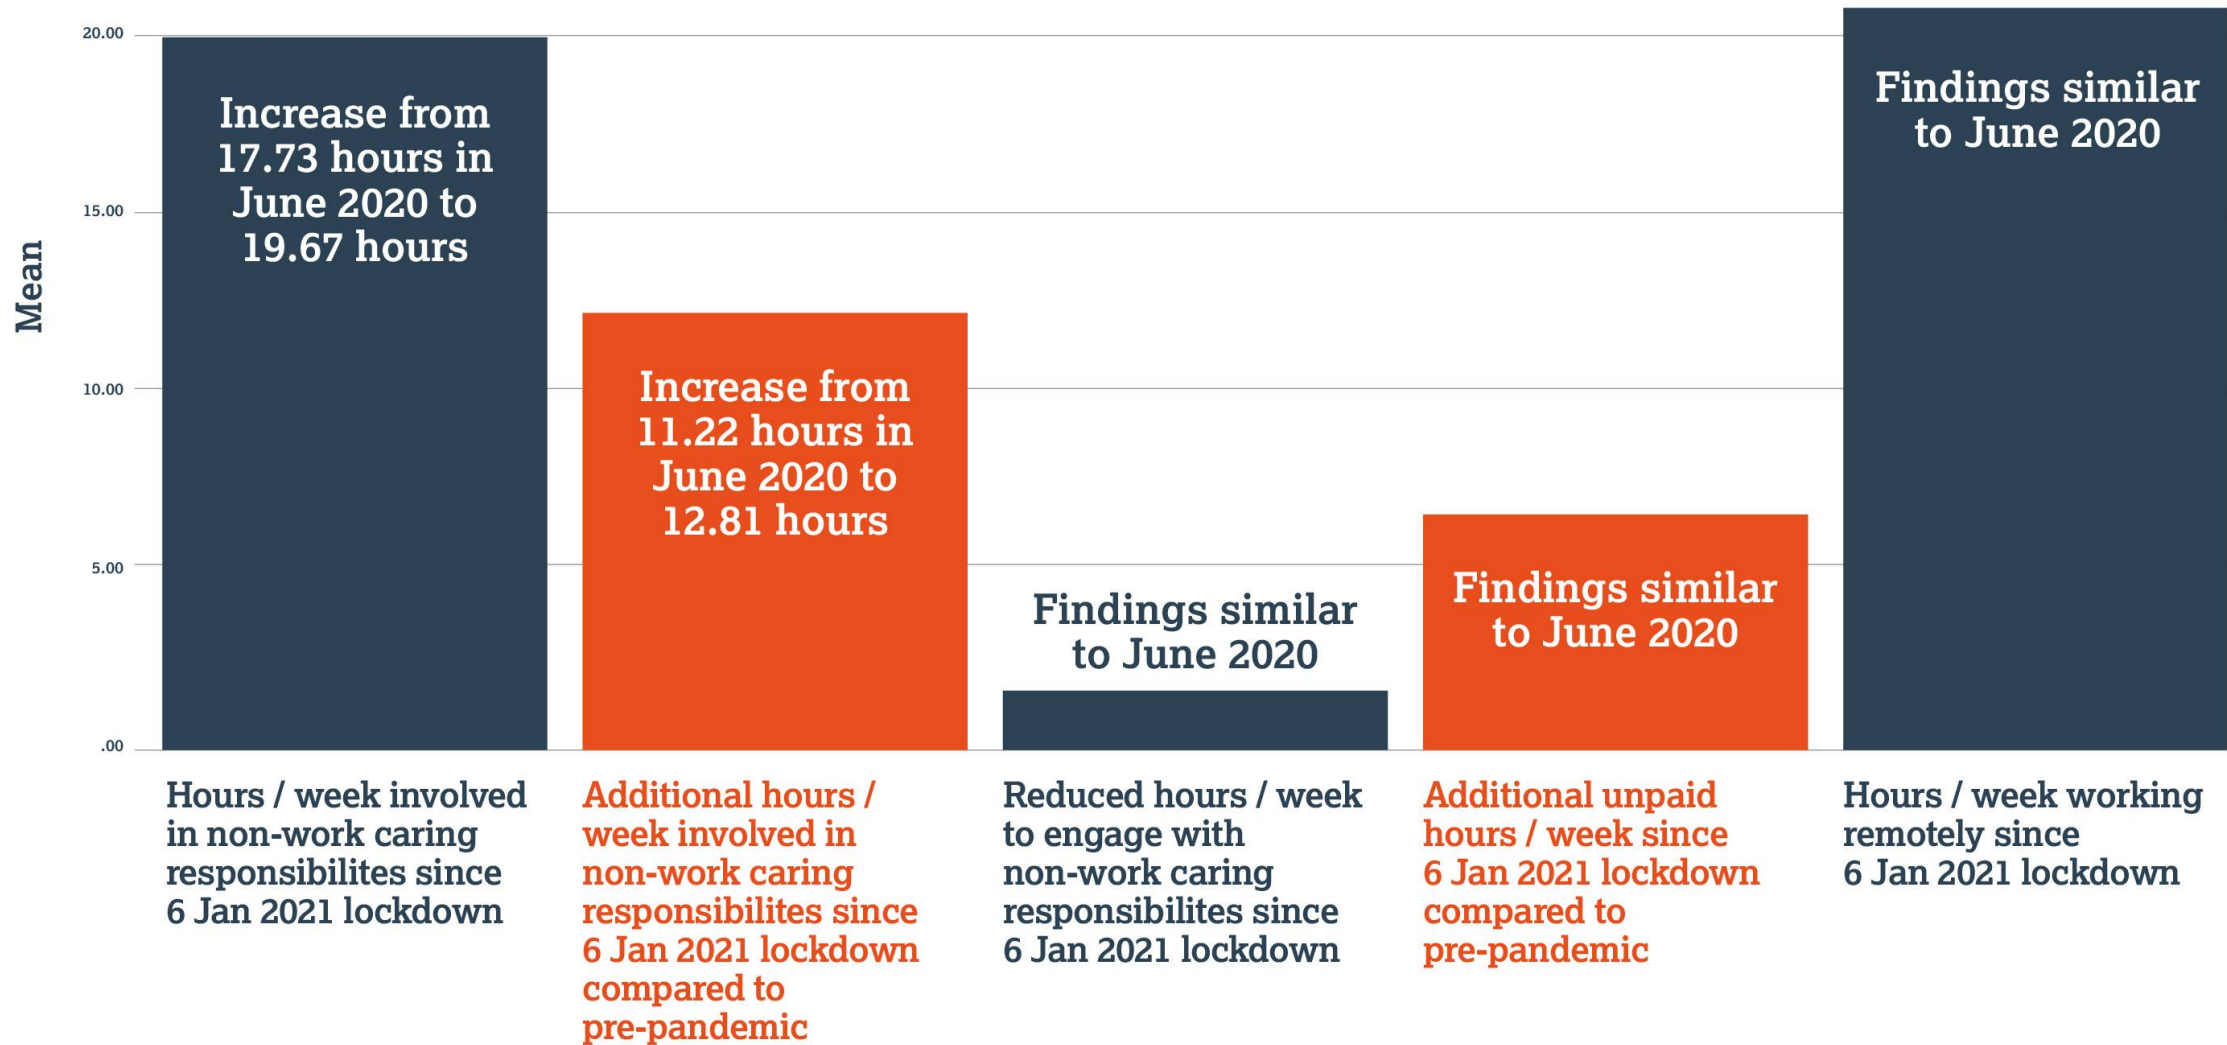 Mean
20.00
15.00
10.00
5.00
.00
Increase from
17.73 hours in
June 2020 to
19.67 hours
Increase from
11.22 hours in
June 2020 to
12.81 hours
Findings similar
to June 2020
Findings similar
to June 2020
Findings similar
to June 2020
Hours / week involved
in non-work caring
responsibilites since
6 Jan 2021 lockdown
Additional hours /
week involved in
non-work caring
responsibilites since
6 Jan 2021 lockdown
compared to
pre-pandemic
Reduced hours / week
to engage with
non-work caring
responsibilites since
6 Jan 2021 lockdown
Additional unpaid
hours / week since
6 Jan 2021 lockdown
compared to
pre-pandemic
Hours / week working
remotely since
6 Jan 2021 lockdown